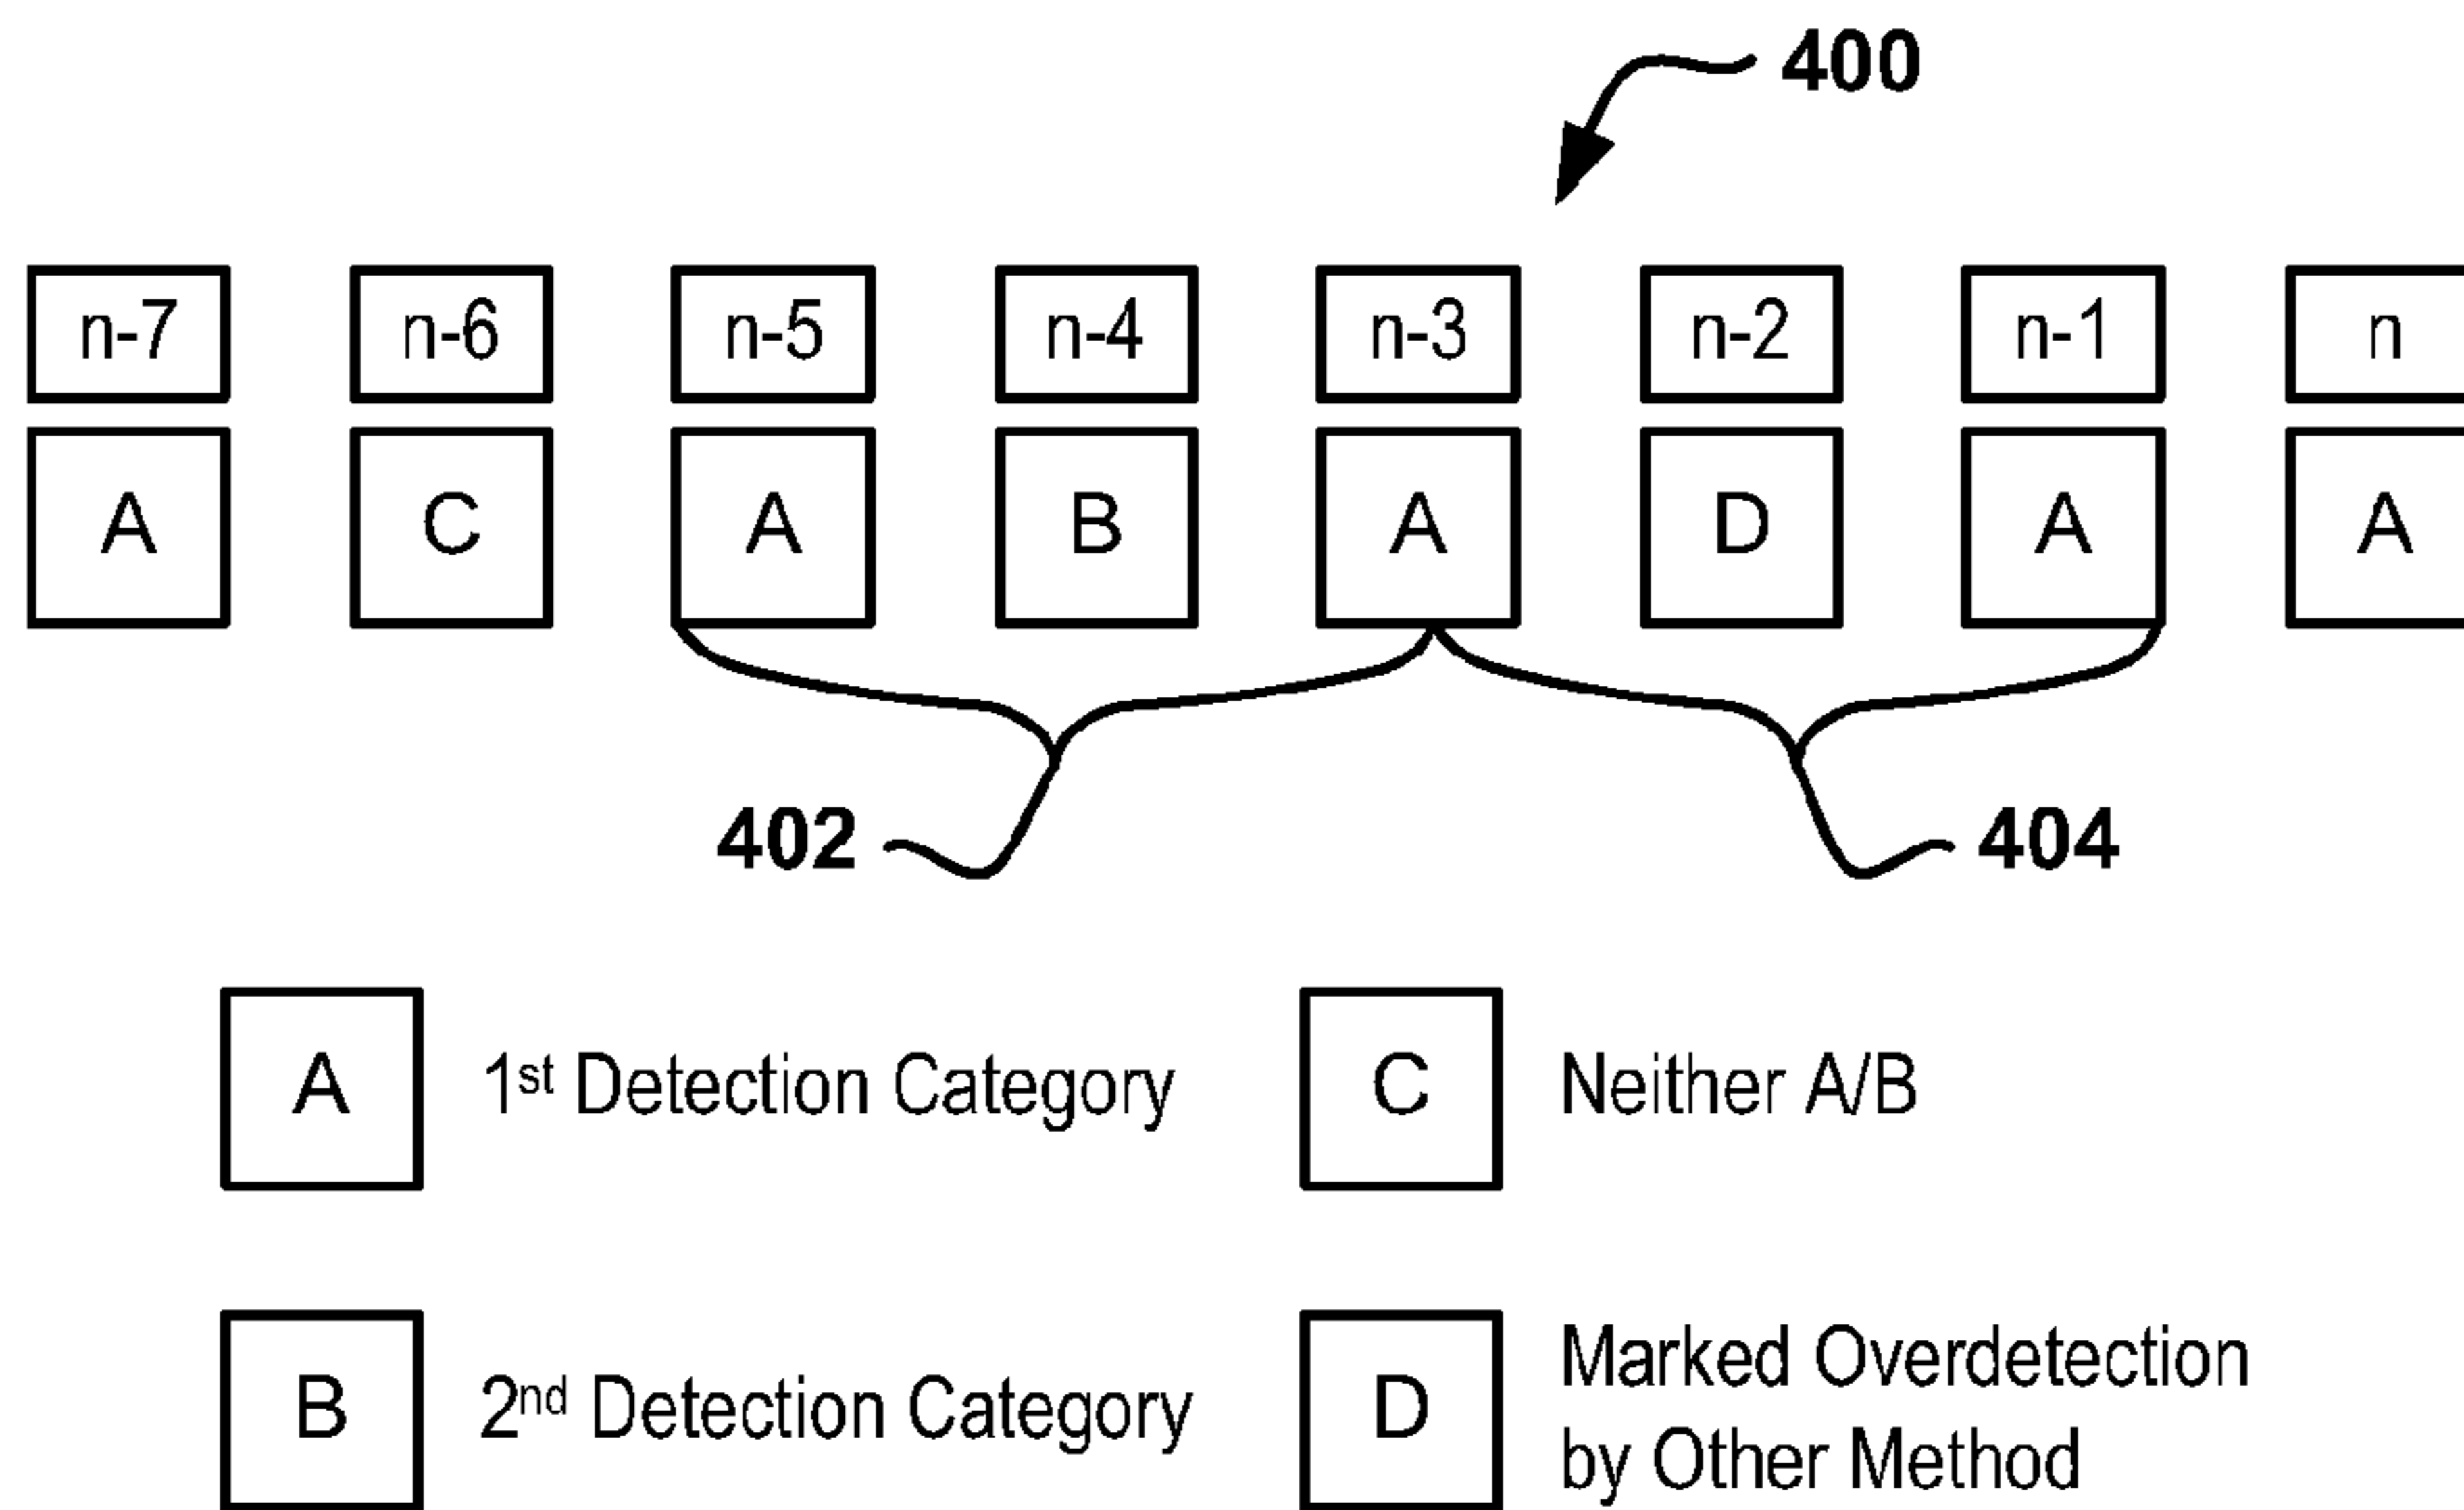 400
n-7 n-6 n-5 n-4 n-3 n-2 n-1 n
A C A B A D A A
402 404
A 1st Detection Category C Neither A/B
B 2nd Detection Category D Marked Overdetection
by Other Method